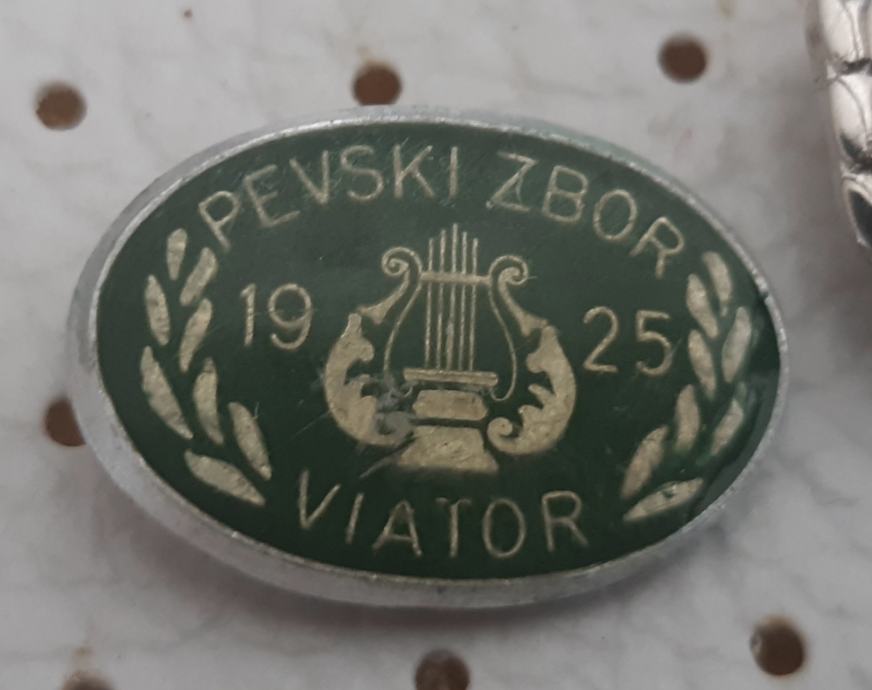 PEVSKI ZBOR
19 25
VIATOR